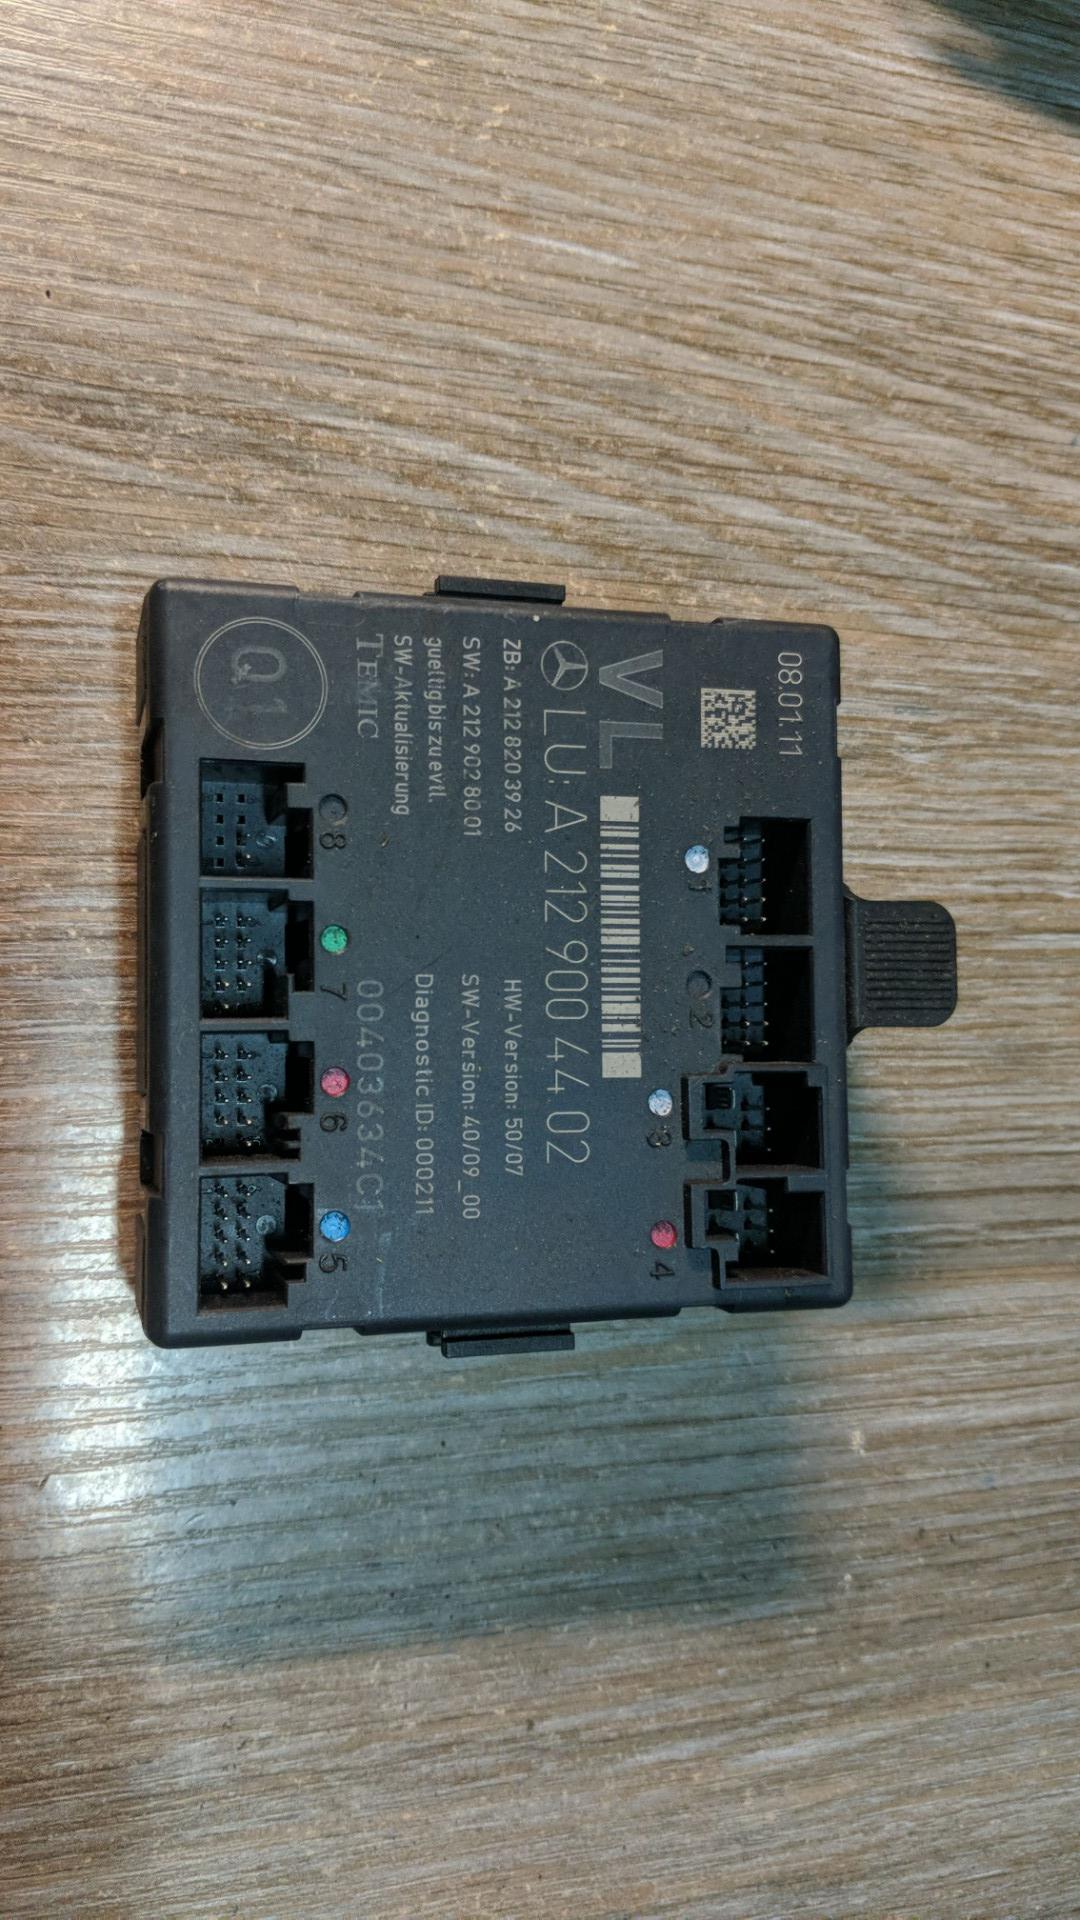 08.01.11
VL
LU: A 212 900 44 02
ZB: A 212 820 39 26 HW-Version: 50/07
SW: A 212 902 80 01 SW-Version: 40/09_00
gueltig bis zu evtl. Diagnostic ID: 000211
SW-Aktualisierung
TEMIC 00403634C1
Q1
1
2
3
4
8
7
6
5